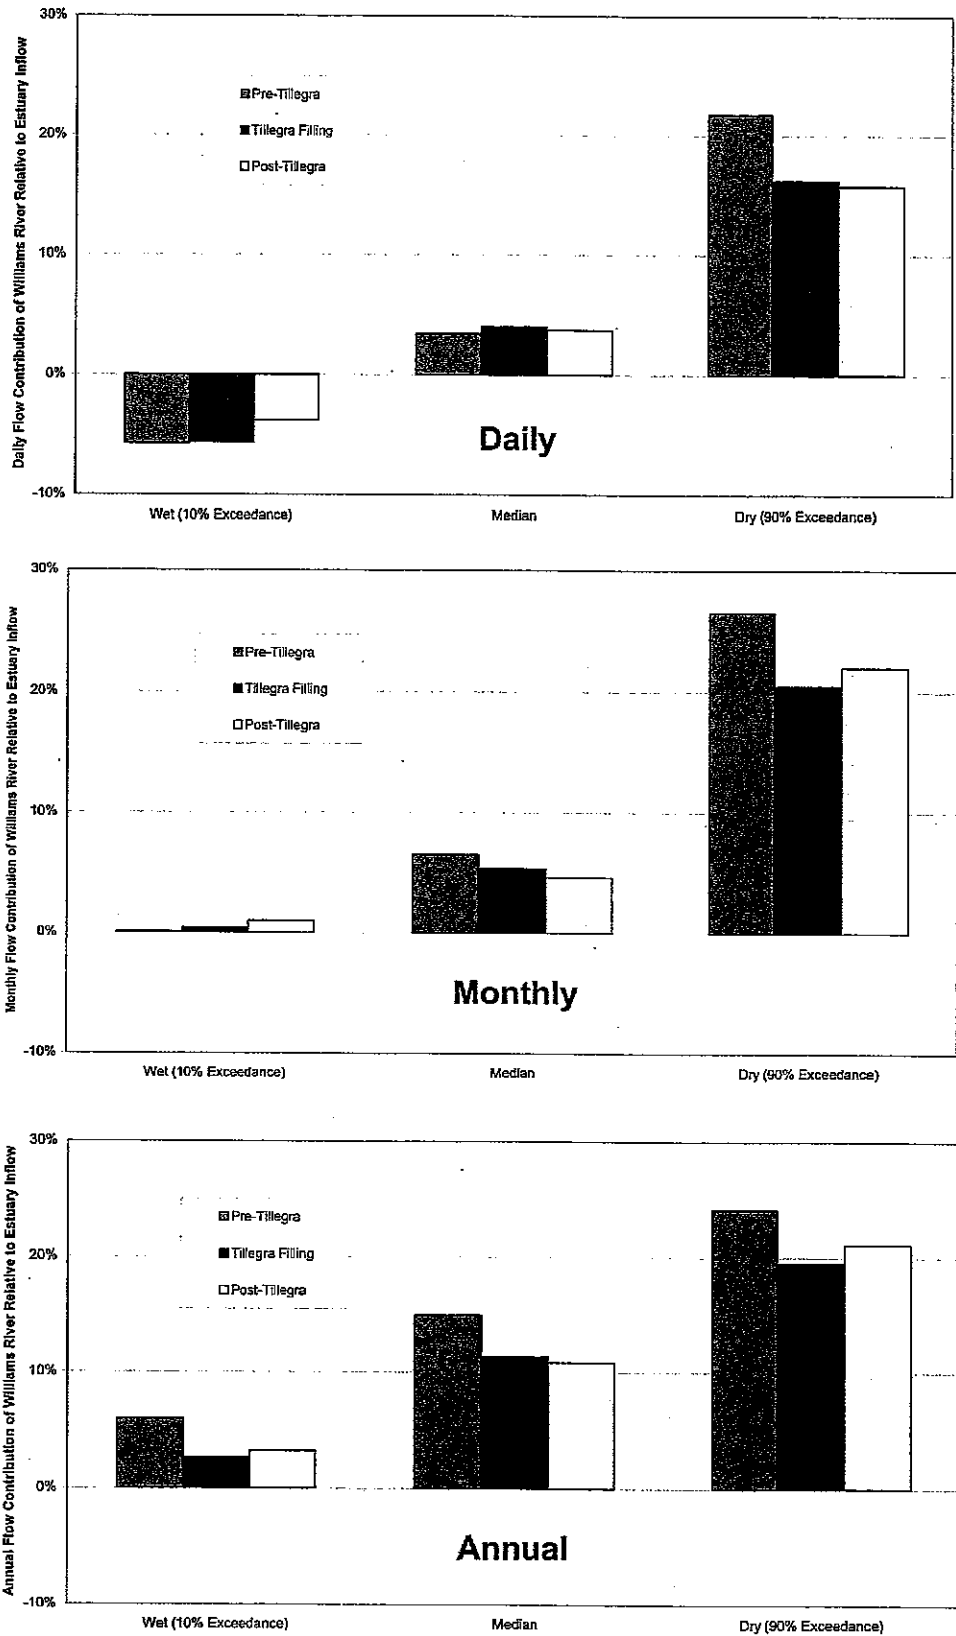 Daily Flow Contribution of Williams River Relative to Estuary Inflow
30%
20%
10%
0%
-10%
Pre-Tillegra
Tillegra Filling
Post-Tillegra
Daily
Wet (10% Exceedance)
Median
Dry (90% Exceedance)
Monthly Flow Contribution of Williams River Relative to Estuary Inflow
30%
20%
10%
0%
-10%
Pre-Tillegra
Tillegra Filling
Post-Tillegra
Monthly
Wet (10% Exceedance)
Median
Dry (90% Exceedance)
Annual Flow Contribution of Williams River Relative to Estuary Inflow
30%
20%
10%
0%
-10%
Pre-Tillegra
Tillegra Filling
Post-Tillegra
Annual
Wet (10% Exceedance)
Median
Dry (90% Exceedance)